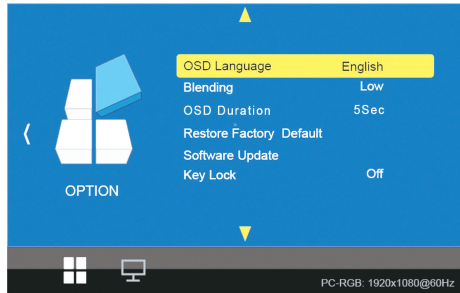 OSD Language English
Blending Low
OSD Duration 5Sec
Restore Factory Default
Software Update
Key Lock Off
OPTION
PC-RGB: 1920x1080@60Hz